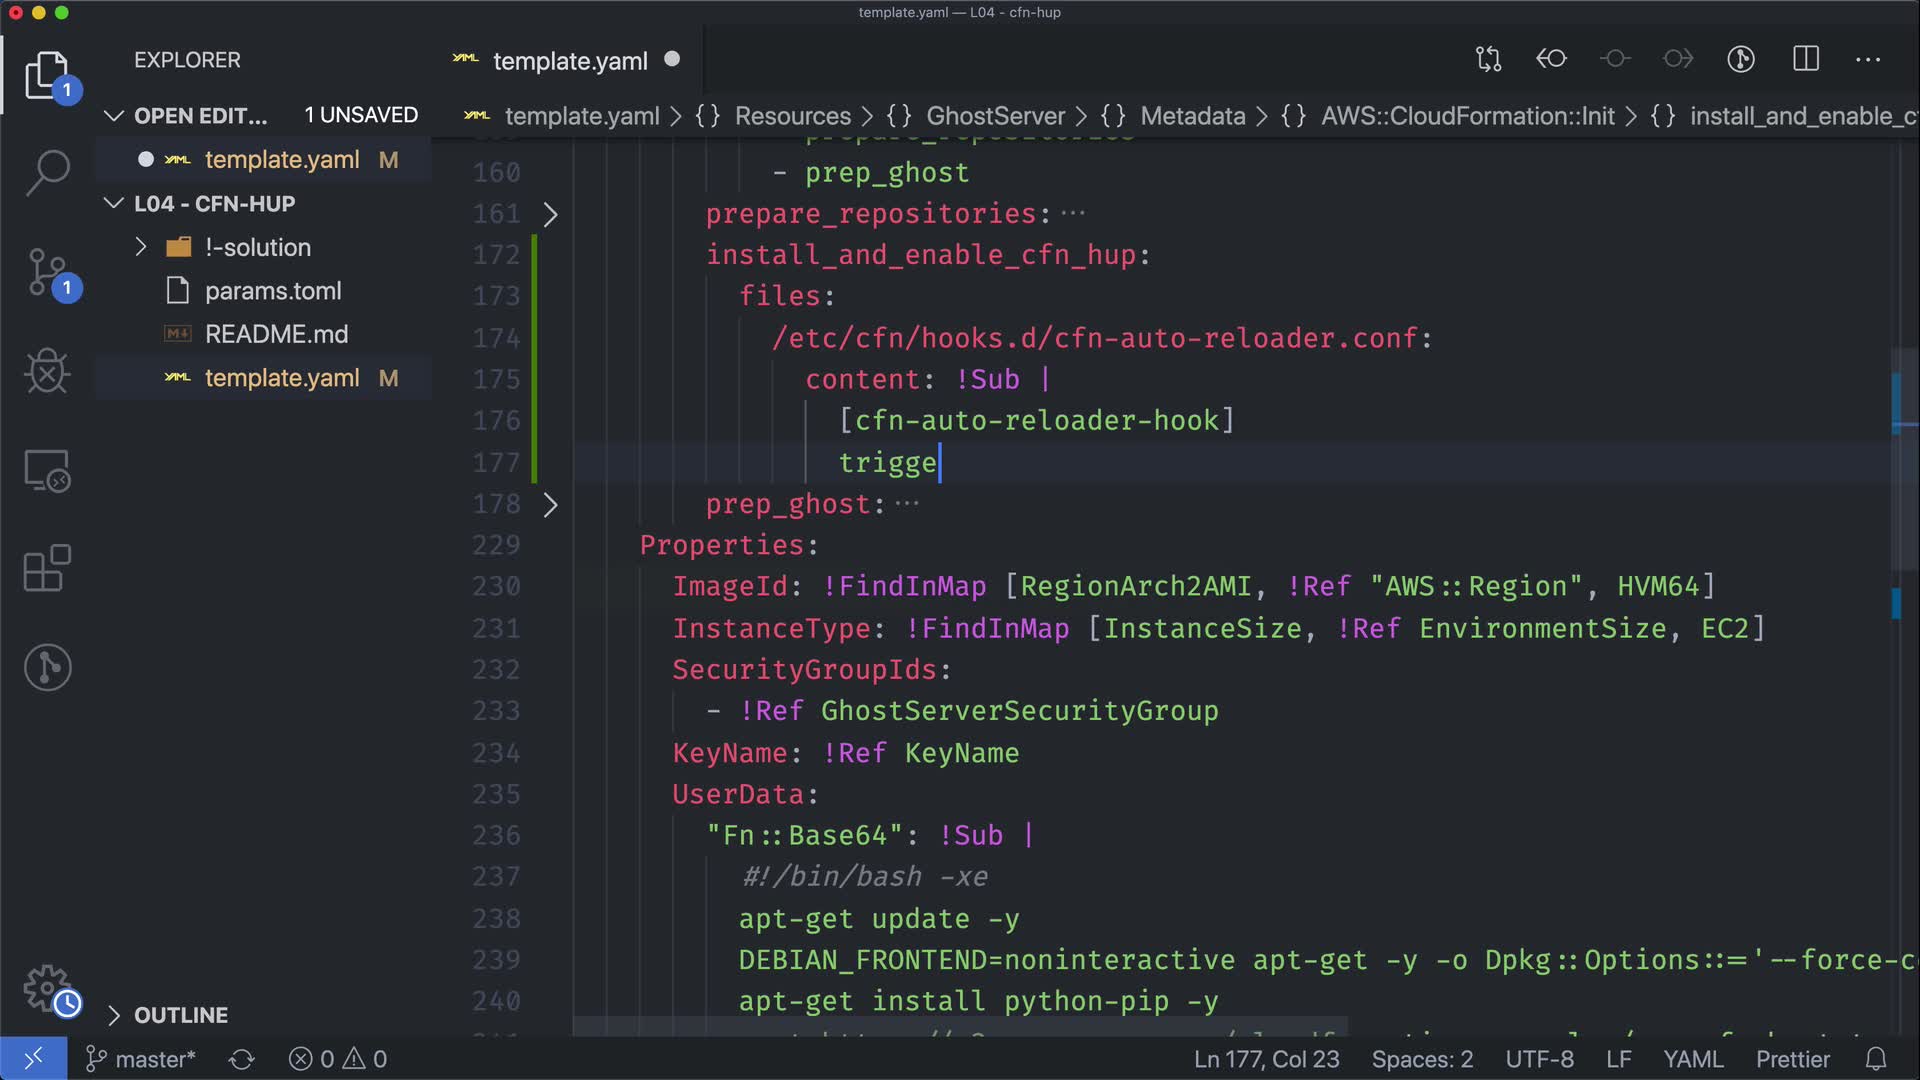 template.yaml — L04 - cfn-hup
EXPLORER
template.yaml
1
OPEN EDIT... 1 UNSAVED
template.yaml > {} Resources > {} GhostServer > {} Metadata > {} AWS::CloudFormation::Init > {} install_and_enable_c
template.yaml M
L04 - CFN-HUP
!-solution
params.toml
README.md
template.yaml M
1
prepare_repositories
160 - prep_ghost
161 prepare_repositories: ···
172 install_and_enable_cfn_hup:
173 files:
174 /etc/cfn/hooks.d/cfn-auto-reloader.conf:
175 content: !Sub |
176 [cfn-auto-reloader-hook]
177 trigge
178 prep_ghost: ···
229 Properties:
230 ImageId: !FindInMap [RegionArch2AMI, !Ref "AWS::Region", HVM64]
231 InstanceType: !FindInMap [InstanceSize, !Ref EnvironmentSize, EC2]
232 SecurityGroupIds:
233 - !Ref GhostServerSecurityGroup
234 KeyName: !Ref KeyName
235 UserData:
236 "Fn::Base64": !Sub |
237 #!/bin/bash -xe
238 apt-get update -y
239 DEBIAN_FRONTEND=noninteractive apt-get -y -o Dpkg::Options::='--force-c
240 apt-get install python-pip -y
OUTLINE
master* 0 0
Ln 177, Col 23 Spaces: 2 UTF-8 LF YAML Prettier